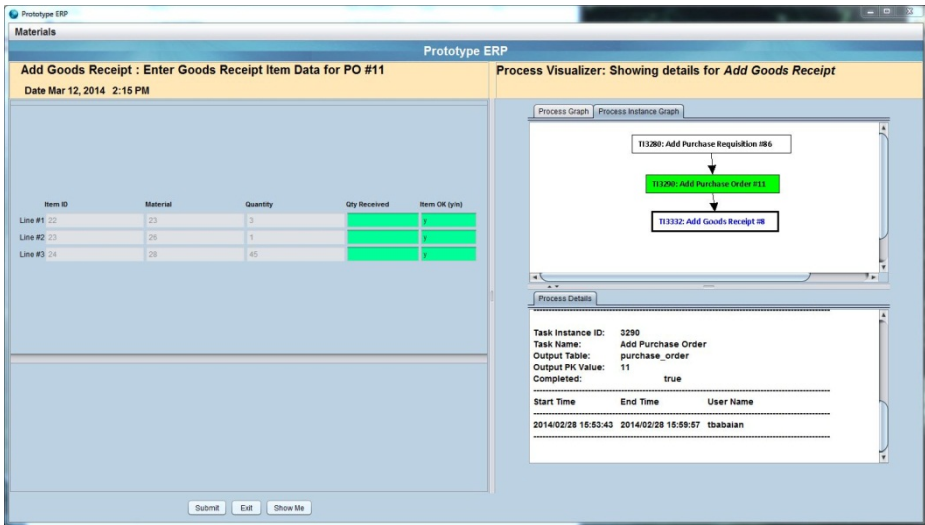 Prototype ERP
Materials
Prototype ERP
Add Goods Receipt : Enter Goods Receipt Item Data for PO #11
Date Mar 12, 2014 2:15 PM
Item ID Material Quantity Qty Received Item OK (y/n)
Line #1 22 23 3 y
Line #2 23 26 1 y
Line #3 24 28 45 y
Submit Exit Show Me
Process Visualizer: Showing details for Add Goods Receipt
Process Graph Process Instance Graph
TI3280: Add Purchase Requisition #86
TI3290: Add Purchase Order #11
TI3332: Add Goods Receipt #8
Process Details
Task Instance ID: 3290
Task Name: Add Purchase Order
Output Table: purchase_order
Output PK Value: 11
Completed: true
Start Time End Time User Name
2014/02/28 15:53:43 2014/02/28 15:59:57 tbabaian